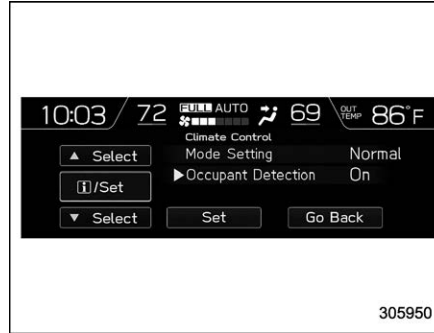 10:03 72 FULL AUTO 69 OUT TEMP 86°F
Climate Control
▲ Select Mode Setting Normal
i/Set ▶Occupant Detection On
▼ Select Set Go Back
305950